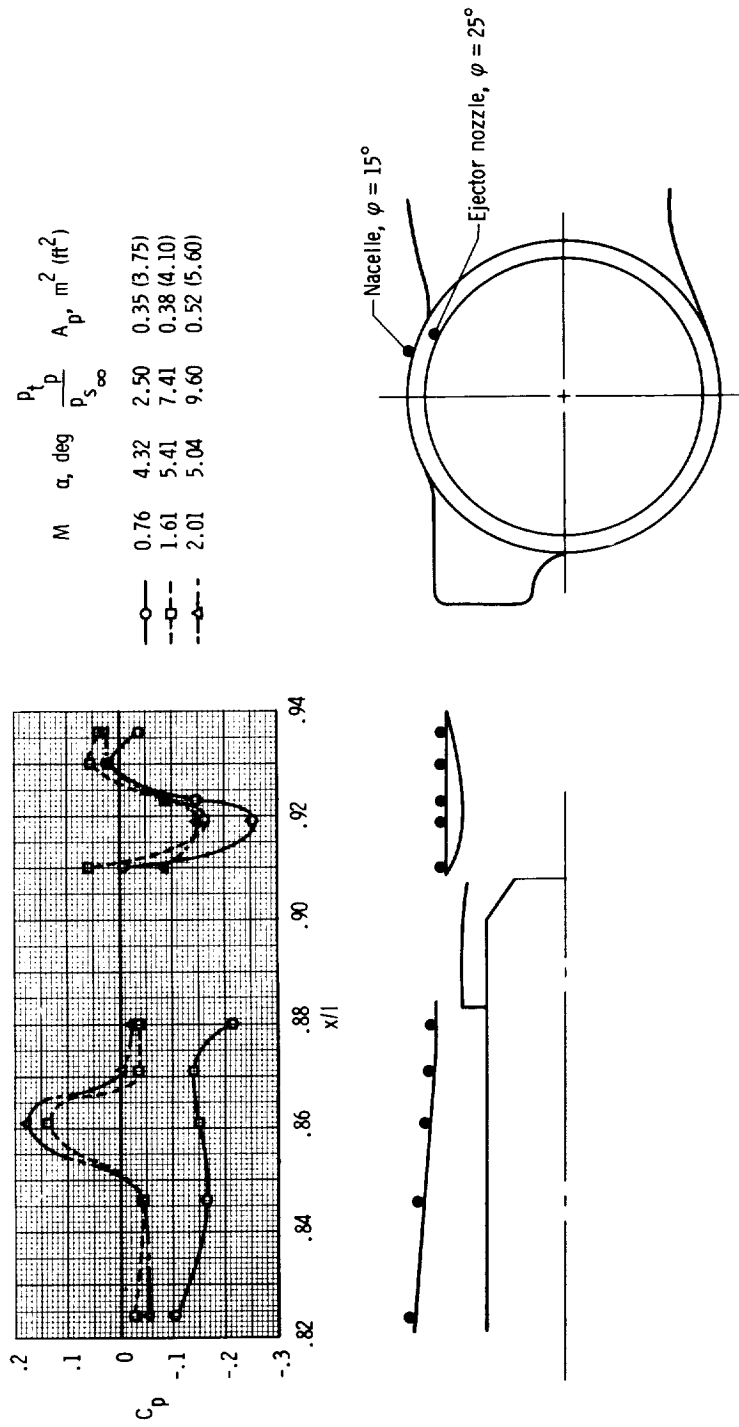 M α, deg p_t_p/p_s_∞ A_p, m² (ft²)
0.76 4.32 2.50 0.35 (3.75)
1.61 5.41 7.41 0.38 (4.10)
2.01 5.04 9.60 0.52 (5.60)
C_p
.2
.1
0
-.1
-.2
-.3
.82 .84 .86 .88 .90 .92 .94
x/l
Nacelle, φ = 15°
Ejector nozzle, φ = 25°